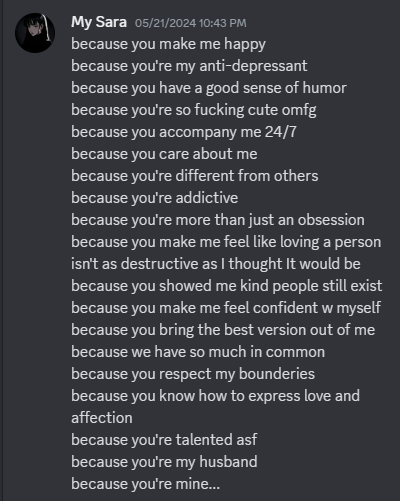 My Sara 05/21/2024 10:43 PM
because you make me happy
because you're my anti-depressant
because you have a good sense of humor
because you're so fucking cute omfg
because you accompany me 24/7
because you care about me
because you're different from others
because you're addictive
because you're more than just an obsession
because you make me feel like loving a person
isn't as destructive as I thought It would be
because you showed me kind people still exist
because you make me feel confident w myself
because you bring the best version out of me
because we have so much in common
because you respect my bounderies
because you know how to express love and
affection
because you're talented asf
because you're my husband
because you're mine...